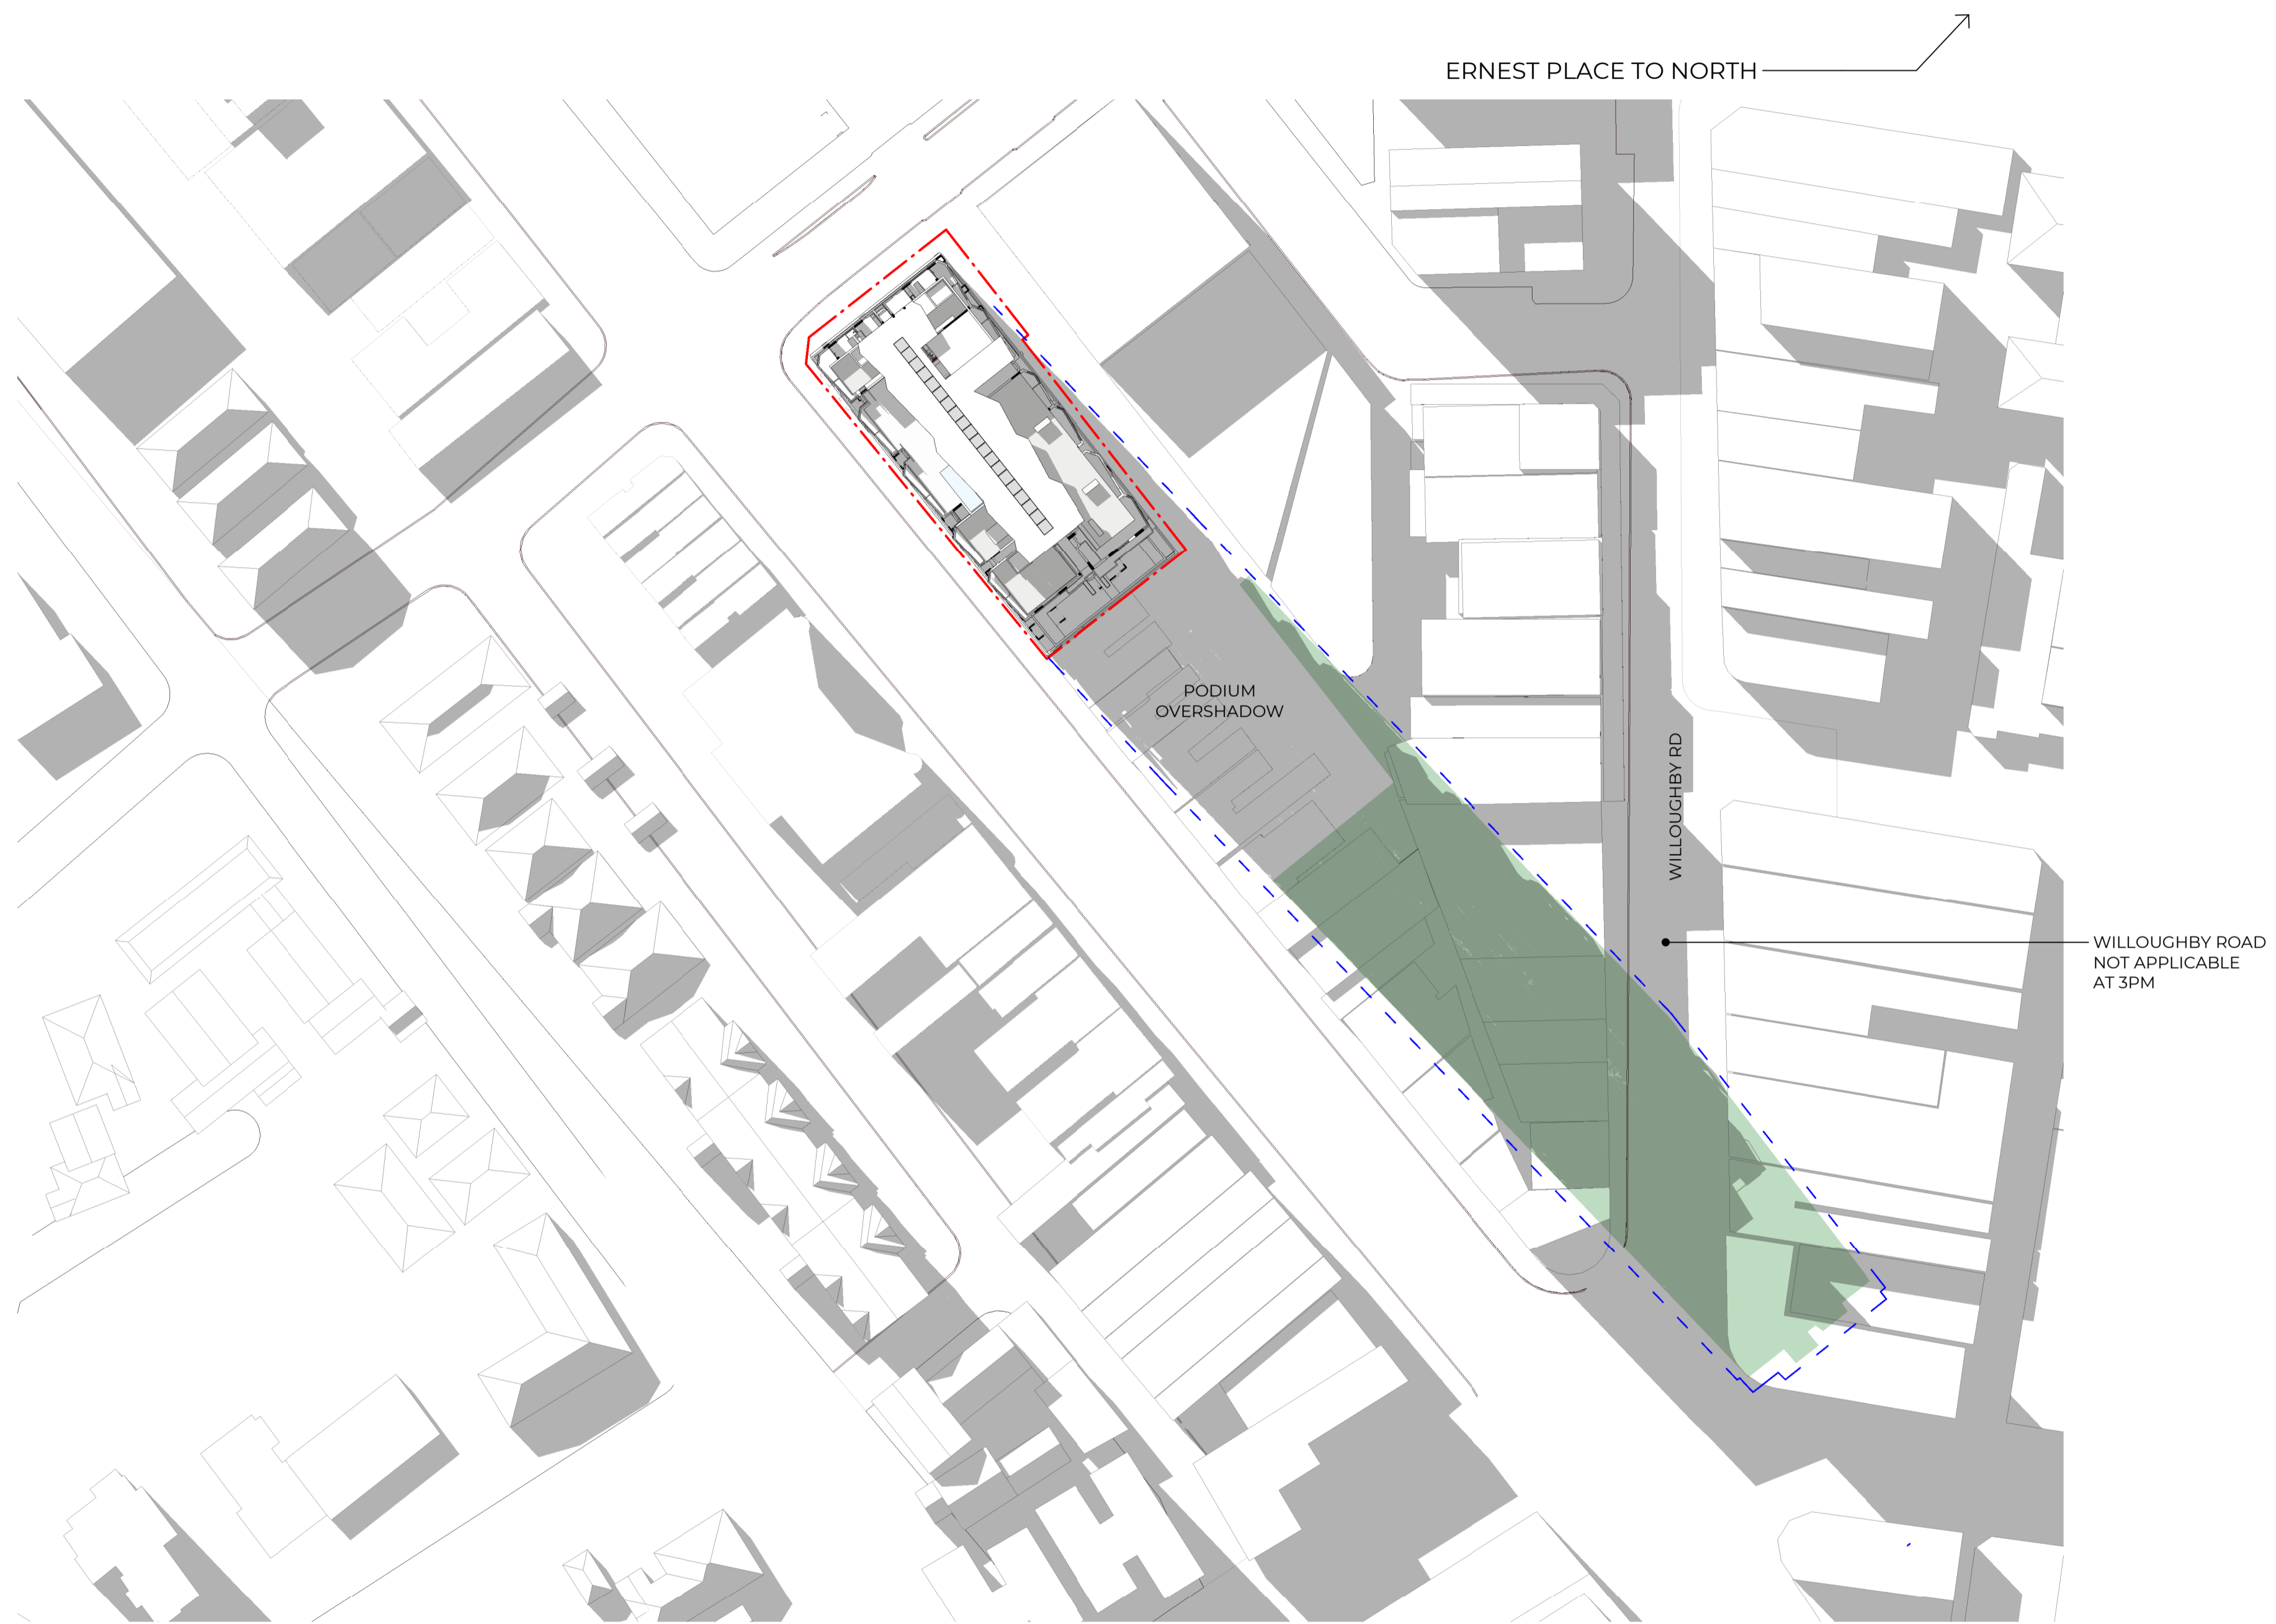 ERNEST PLACE TO NORTH
PODIUM
OVERSHADOW
WILLOUGHBY RD
WILLOUGHBY ROAD
NOT APPLICABLE
AT 3PM